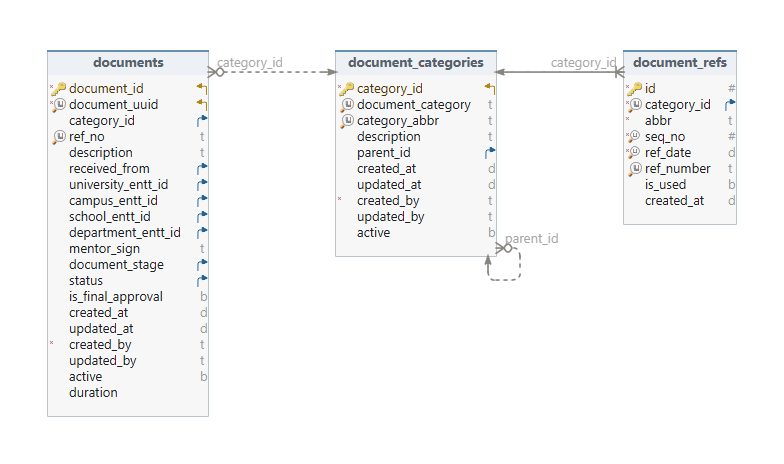 documents
document_id
document_uuid
category_id
ref_no t
description t
received_from
university_entt_id
campus_entt_id
school_entt_id
department_entt_id
mentor_sign t
document_stage
status
is_final_approval b
created_at d
updated_at d
* created_by t
updated_by t
active b
duration
category_id
document_categories
category_id
document_category t
category_abbr t
description t
parent_id
created_at d
updated_at d
* created_by t
updated_by t
active b
parent_id
category_id
document_refs
* id #
* category_id
* abbr t
* seq_no #
* ref_date d
ref_number t
is_used b
created_at d